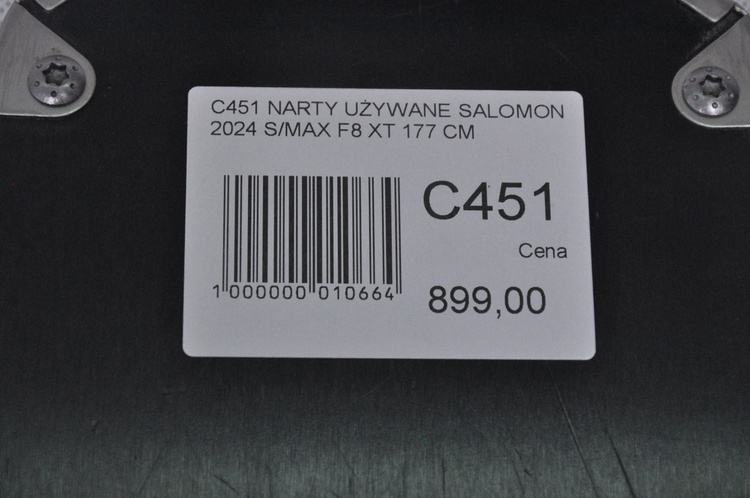 C451 NARTY UŻYWANE SALOMON
2024 S/MAX F8 XT 177 CM
C451
Cena
899,00
1 000000 010664